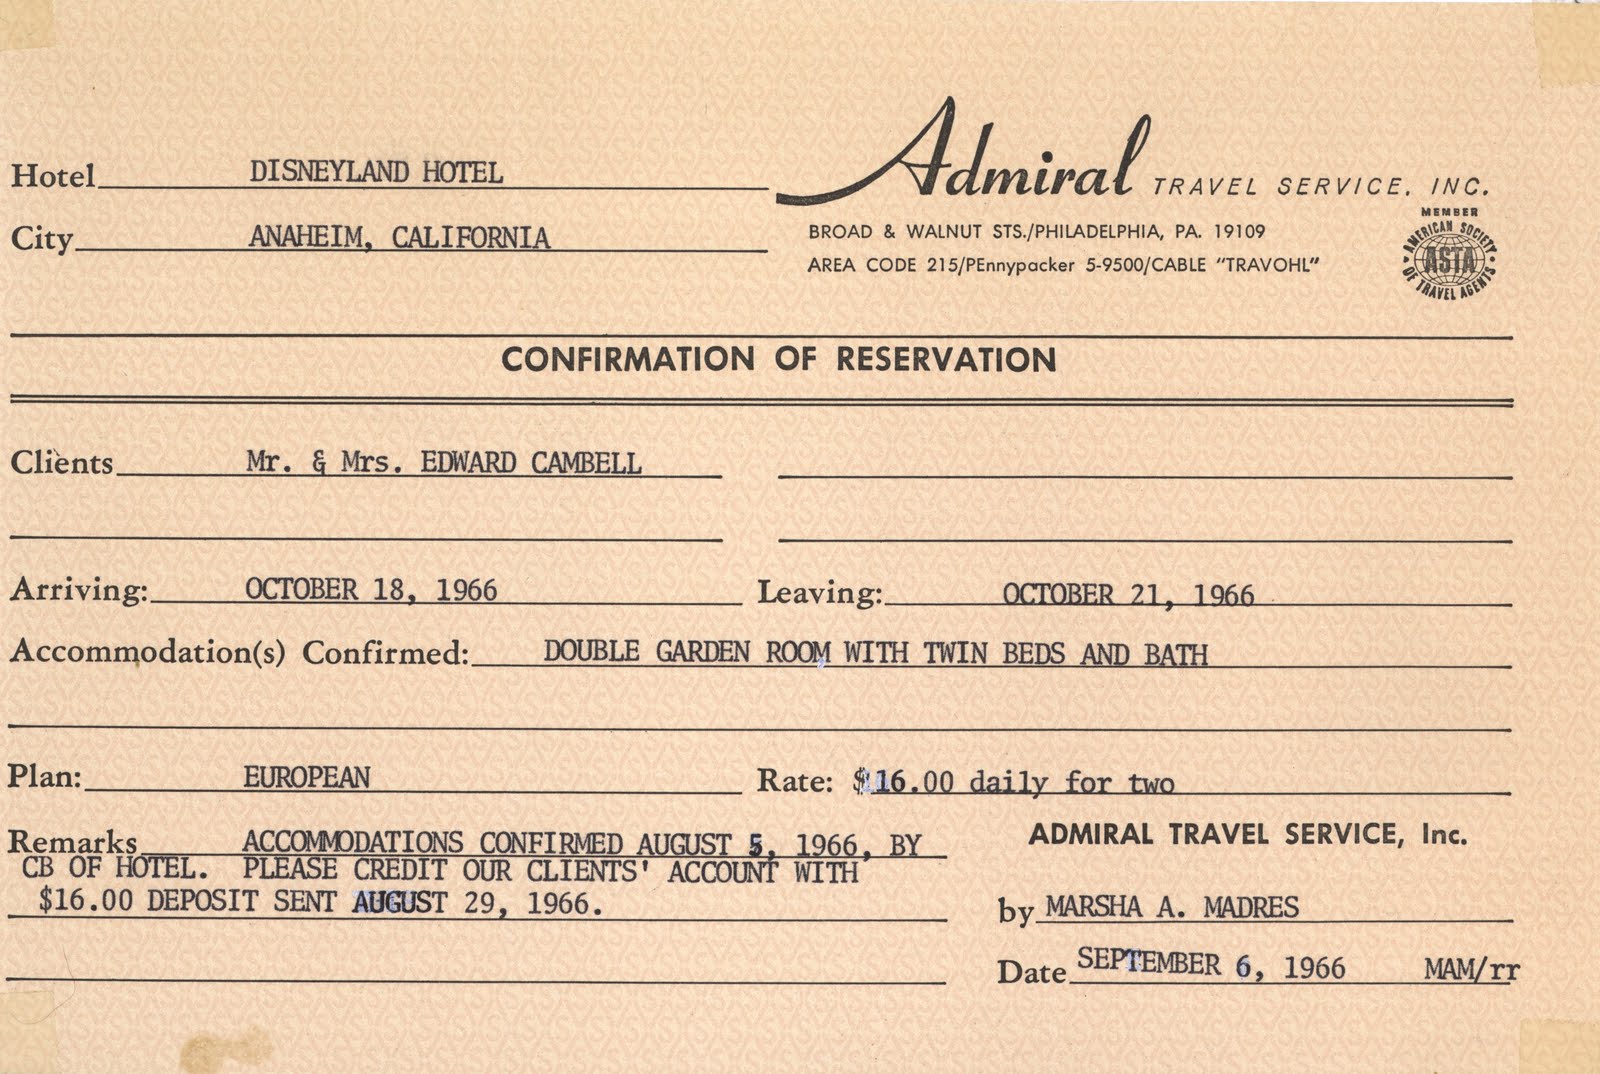 Hotel DISNEYLAND HOTEL
Admiral TRAVEL SERVICE, INC.
City ANAHEIM, CALIFORNIA
BROAD & WALNUT STS./PHILADELPHIA, PA. 19109
AREA CODE 215/PEnnypacker 5-9500/CABLE "TRAVOHL"
MEMBER
AMERICAN SOCIETY
ASTA
OF TRAVEL AGENTS
CONFIRMATION OF RESERVATION
Clients Mr. & Mrs. EDWARD CAMBELL
Arriving: OCTOBER 18, 1966 Leaving: OCTOBER 21, 1966
Accommodation(s) Confirmed: DOUBLE GARDEN ROOM WITH TWIN BEDS AND BATH
Plan: EUROPEAN Rate: $16.00 daily for two
Remarks ACCOMMODATIONS CONFIRMED AUGUST 5, 1966, BY
CB OF HOTEL. PLEASE CREDIT OUR CLIENTS' ACCOUNT WITH
$16.00 DEPOSIT SENT AUGUST 29, 1966.
ADMIRAL TRAVEL SERVICE, Inc.
by MARSHA A. MADRES
Date SEPTEMBER 6, 1966 MAM/rr